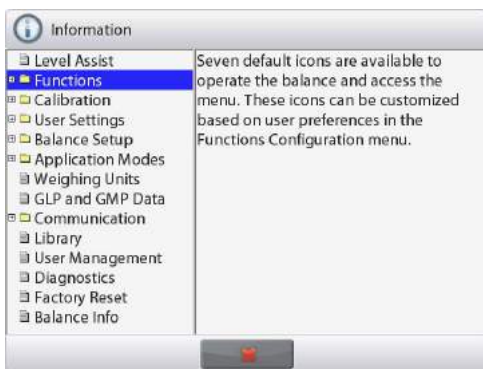 Information
Level Assist
Functions
Calibration
User Settings
Balance Setup
Application Modes
Weighing Units
GLP and GMP Data
Communication
Library
User Management
Diagnostics
Factory Reset
Balance Info
Seven default icons are available to
operate the balance and access the
menu. These icons can be customized
based on user preferences in the
Functions Configuration menu.